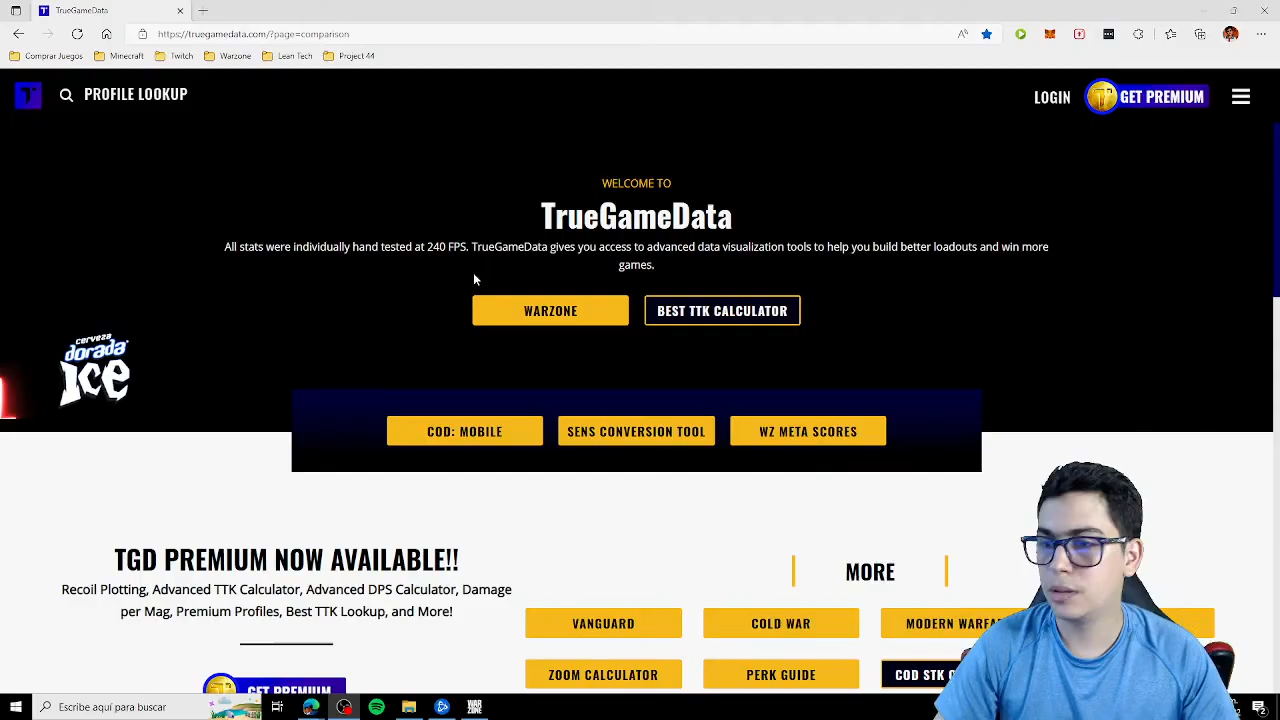 TrueGameData
https://truegamedata.com/?page=comparison
Comprar Juegos
Minecraft
Twitch
Warzone
Lean Tech
Project 44
PROFILE LOOKUP
LOGIN
GET PREMIUM
WELCOME TO
TrueGameData
All stats were individually hand tested at 240 FPS. TrueGameData gives you access to advanced data visualization tools to help you build better loadouts and win more
games.
WARZONE
BEST TTK CALCULATOR
cerveza
dorada
ICE
COD: MOBILE
SENS CONVERSION TOOL
WZ META SCORES
TGD PREMIUM NOW AVAILABLE!!
Recoil Plotting, Advanced TTK Calculator, Advanced DPS Calculator, Damage
per Mag, Premium Profiles, Best TTK Lookup, and More!
GET PREMIUM
MORE
VANGUARD
COLD WAR
MODERN WARFA
ZOOM CALCULATOR
PERK GUIDE
COD STK
Escribe aquí para buscar